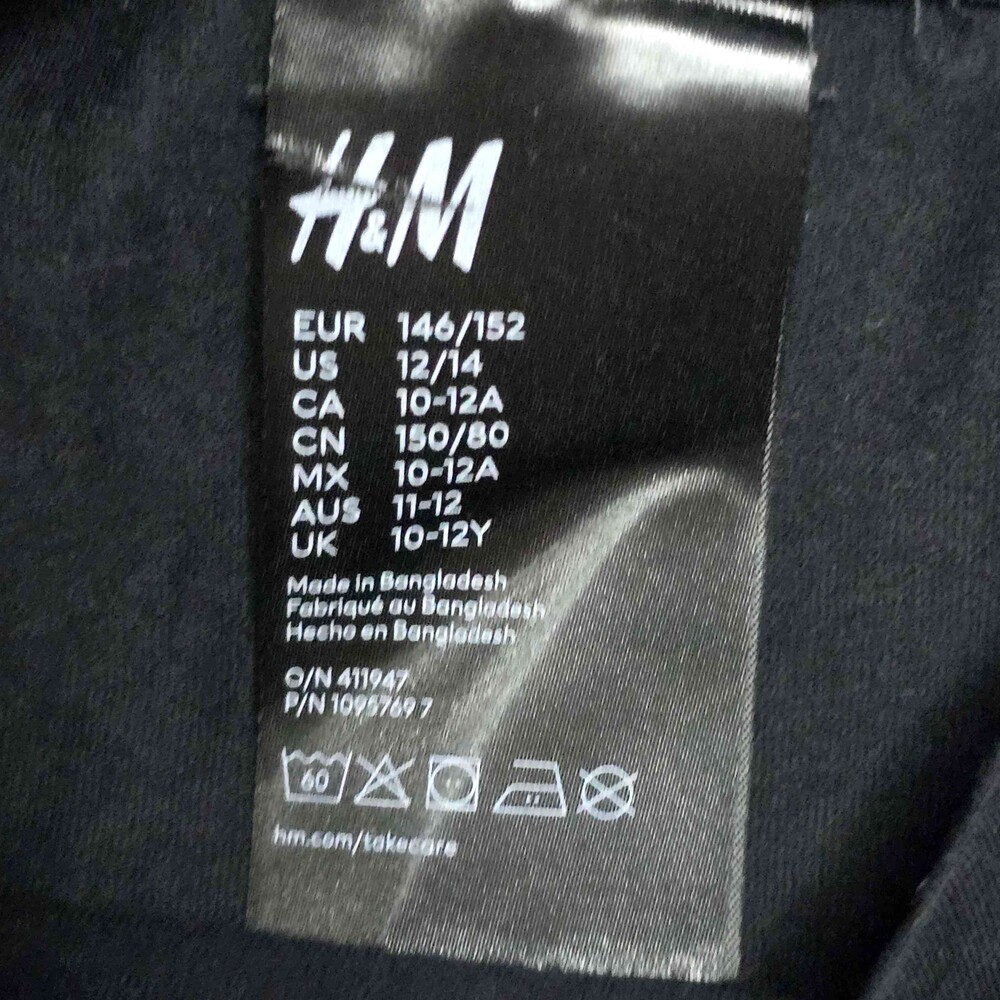 H&M
EUR 146/152
US 12/14
CA 10-12A
CN 150/80
MX 10-12A
AUS 11-12
UK 10-12Y
Made in Bangladesh
Fabriqué au Bangladesh
Hecho en Bangladesh
O/N 411947
P/N 1095769 7
60
hm.com/takecare